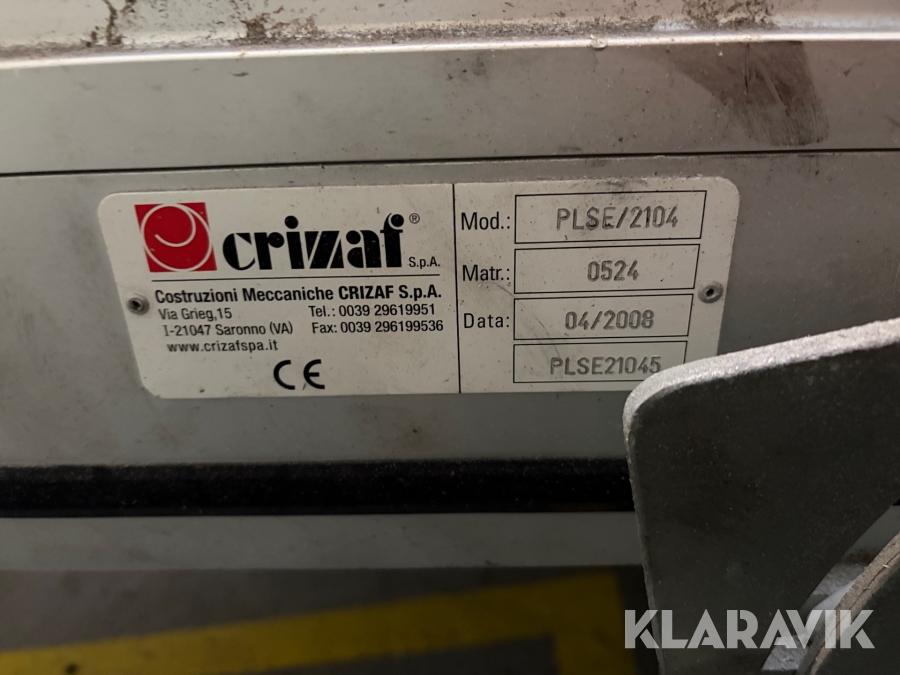 crizaf® S.p.A.
Costruzioni Meccaniche CRIZAF S.p.A.
Via Grieg,15 Tel.: 0039 29619951
I-21047 Saronno (VA) Fax: 0039 296199536
www.crizafspa.it
CE
Mod.: PLSE/2104
Matr.: 0524
Data: 04/2008
PLSE21045
KLARAVIK